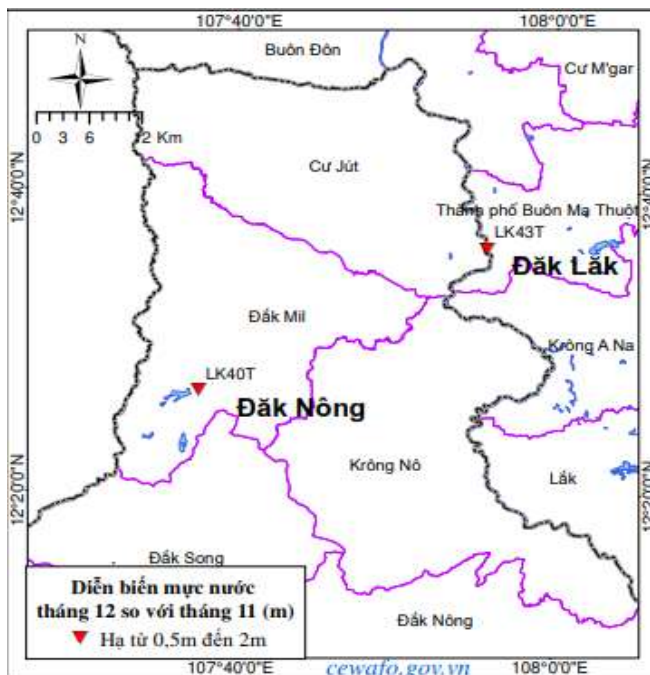 107°40'0"E
108°0'0"E
Buôn Đôn
Cư M'gar
N
0 3 6 2 Km
Cư Jút
12°40'0"N
12°40'0"N
Thành phố Buôn Ma Thuột
LK43T
Đăk Lăk
Đắk Mil
Krông A Na
LK40T
Đăk Nông
Krông Nô
Lắk
12°20'0"N
12°20'0"N
Đắk Song
Diễn biến mực nước
tháng 12 so với tháng 11 (m)
Hạ từ 0,5m đến 2m
Đắk Nông
107°40'0"E
cewafo.gov.vn
108°0'0"E